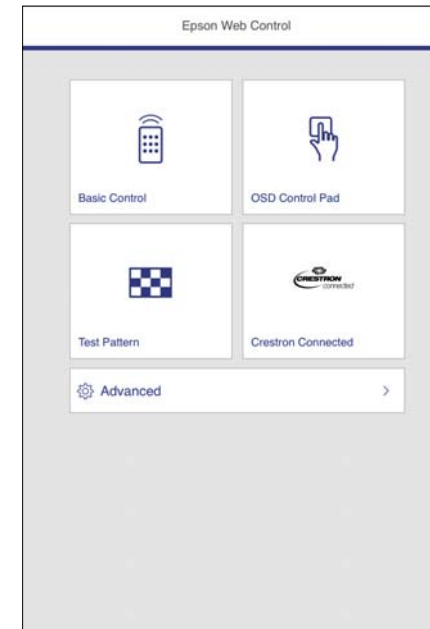 Epson Web Control
Basic Control
OSD Control Pad
Test Pattern
CRESTRON
connected
Crestron Connected
Advanced